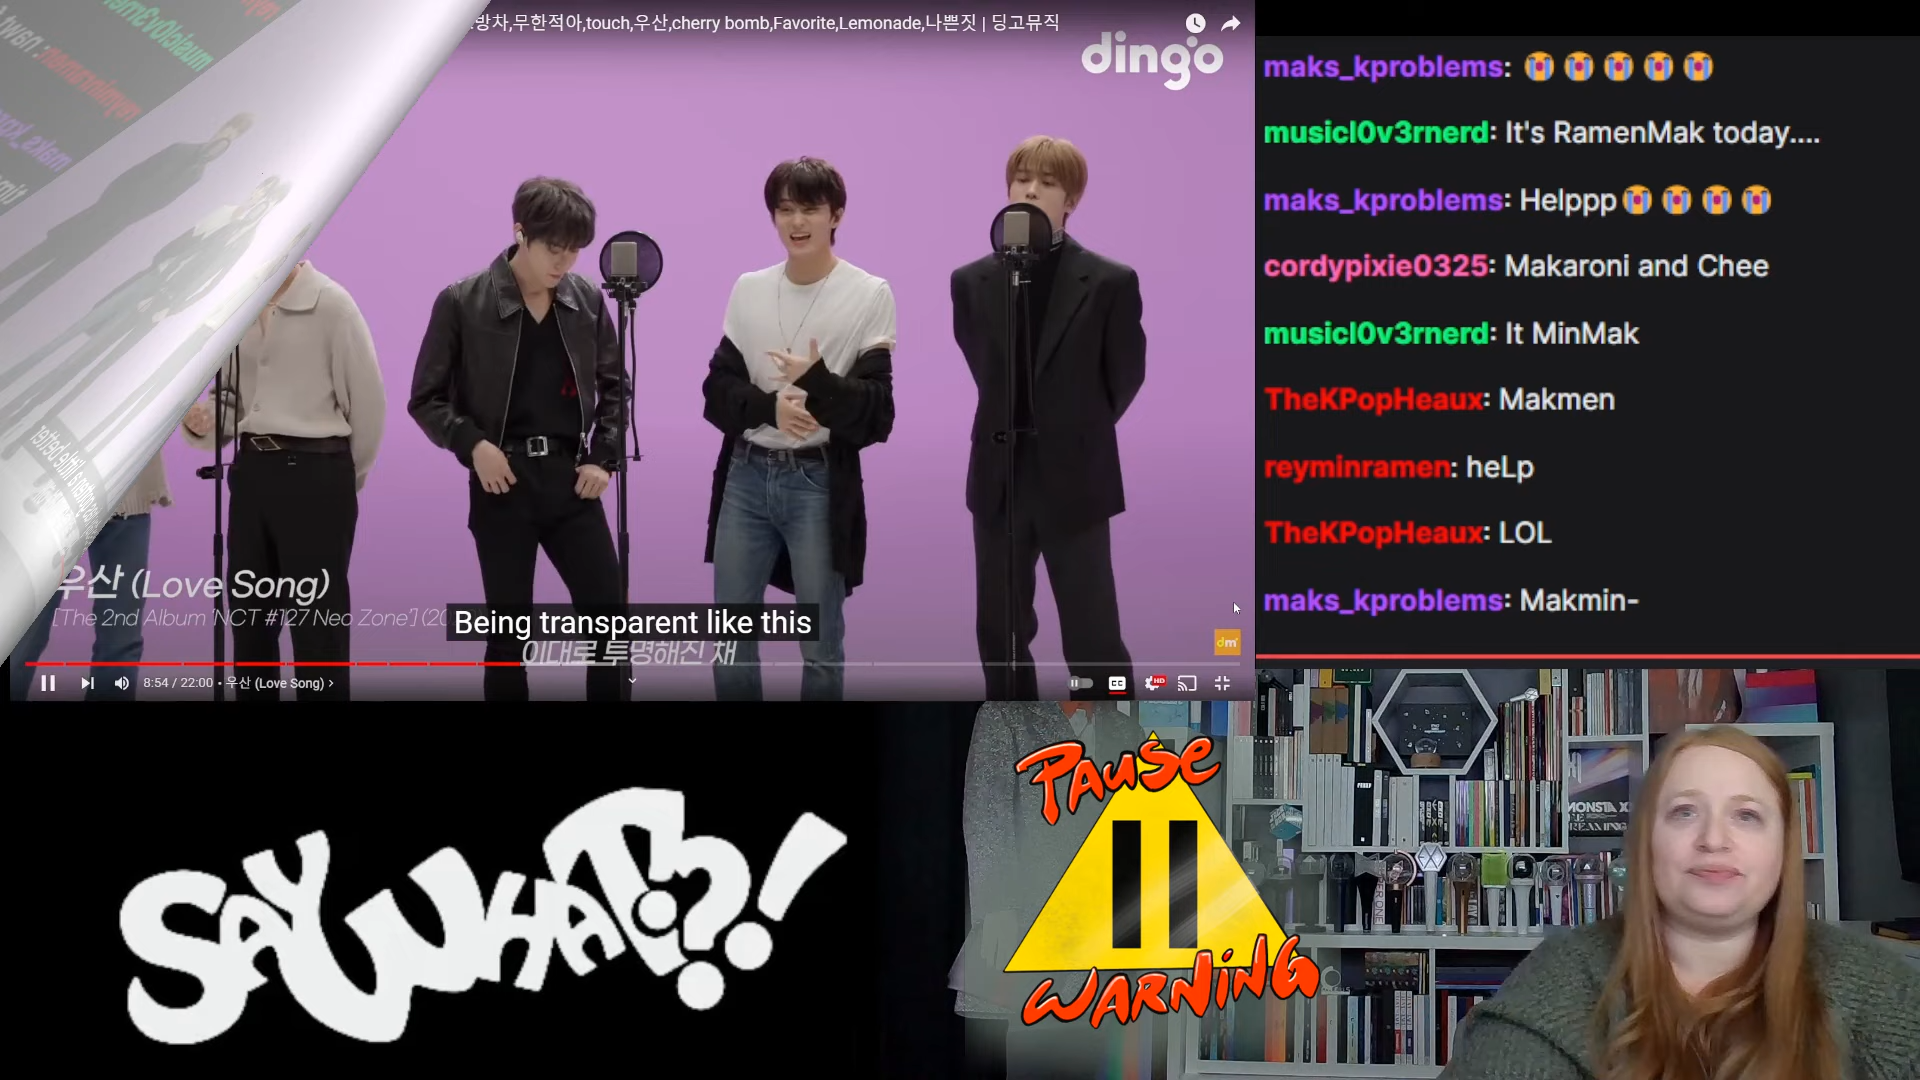 방차,무한적아,touch,우산,cherry bomb,Favorite,Lemonade,나쁜짓 | 딩고뮤직
dingo
우산 (Love Song)
[The 2nd Album 'NCT #127 Neo Zone'] (20
Being transparent like this
이대로 투명해진 채
dm
8:54 / 22:00 • 우산 (Love Song) >
CC
HD
maks_kproblems: 😭😭😭😭😭
musicl0v3rnerd: It's RamenMak today....
maks_kproblems: Helppp😭😭😭😭
cordypixie0325: Makaroni and Chee
musicl0v3rnerd: It MinMak
TheKPopHeaux: Makmen
reyminramen: heLp
TheKPopHeaux: LOL
maks_kproblems: Makmin-
SAY WHAT?!
PAUSE
WARNING
MONSTA X